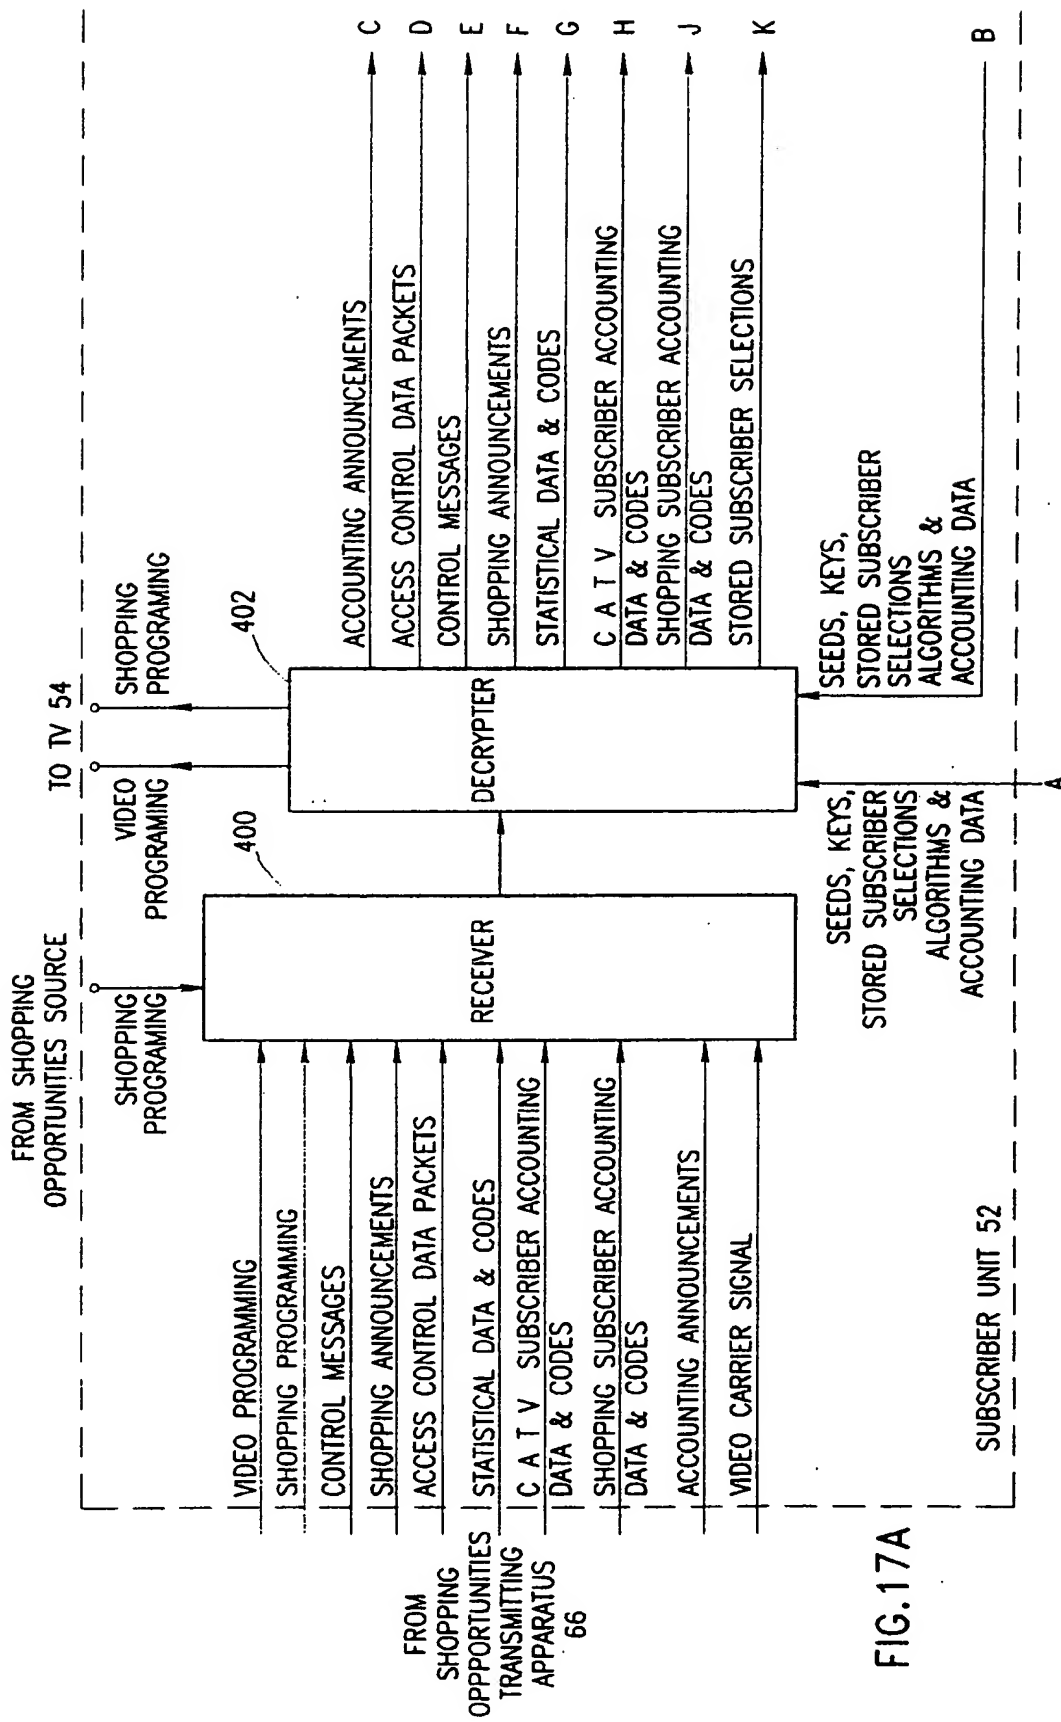 FROM SHOPPING
OPPORTUNITIES SOURCE
SHOPPING
PROGRAMING
TO TV 54
VIDEO
PROGRAMING
SHOPPING
PROGRAMING
VIDEO PROGRAMMING
SHOPPING PROGRAMMING
CONTROL MESSAGES
SHOPPING ANNOUNCEMENTS
ACCESS CONTROL DATA PACKETS
STATISTICAL DATA & CODES
C A T V SUBSCRIBER ACCOUNTING
DATA & CODES
SHOPPING SUBSCRIBER ACCOUNTING
DATA & CODES
ACCOUNTING ANNOUNCEMENTS
VIDEO CARRIER SIGNAL
FROM
SHOPPING
OPPPORTUNITIES
TRANSMITTING
APPARATUS
66
400
RECEIVER
402
DECRYPTER
ACCOUNTING ANNOUNCEMENTS
C
ACCESS CONTROL DATA PACKETS
D
CONTROL MESSAGES
E
SHOPPING ANNOUNCEMENTS
F
STATISTICAL DATA & CODES
G
C A T V SUBSCRIBER ACCOUNTING
DATA & CODES
H
SHOPPING SUBSCRIBER ACCOUNTING
DATA & CODES
J
STORED SUBSCRIBER SELECTIONS
K
SEEDS, KEYS,
STORED SUBSCRIBER
SELECTIONS
ALGORITHMS &
ACCOUNTING DATA
A
SEEDS, KEYS,
STORED SUBSCRIBER
SELECTIONS
ALGORITHMS &
ACCOUNTING DATA
B
SUBSCRIBER UNIT 52
FIG.17A